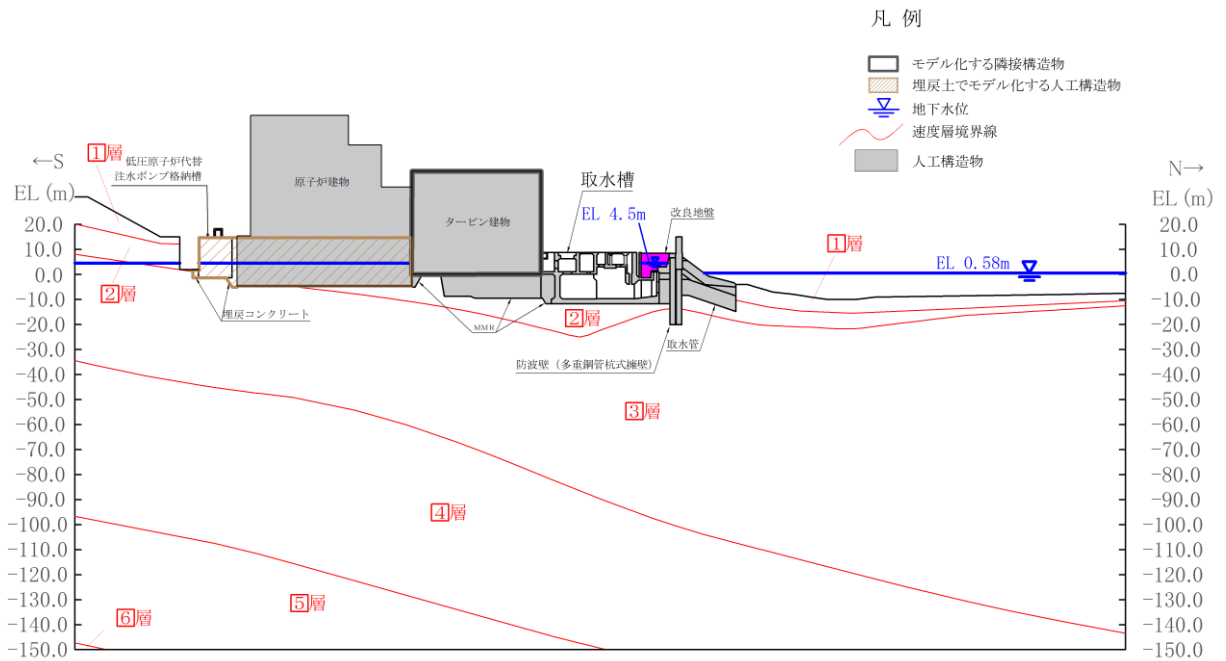 凡 例
モデル化する隣接構造物
埋戻土でモデル化する人工構造物
地下水位
速度層境界線
人工構造物
←S
EL (m)
20.0
10.0
0.0
-10.0
-20.0
-30.0
-40.0
-50.0
-60.0
-70.0
-80.0
-90.0
-100.0
-110.0
-120.0
-130.0
-140.0
-150.0
1層
低圧原子炉代替
注水ポンプ格納槽
原子炉建物
タービン建物
取水槽
EL 4.5m
改良地盤
1層
EL 0.58m
2層
埋戻コンクリート
MMR
2層
取水管
防波壁（多重鋼管杭式擁壁）
3層
4層
5層
6層
N→
EL (m)
20.0
10.0
0.0
-10.0
-20.0
-30.0
-40.0
-50.0
-60.0
-70.0
-80.0
-90.0
-100.0
-110.0
-120.0
-130.0
-140.0
-150.0